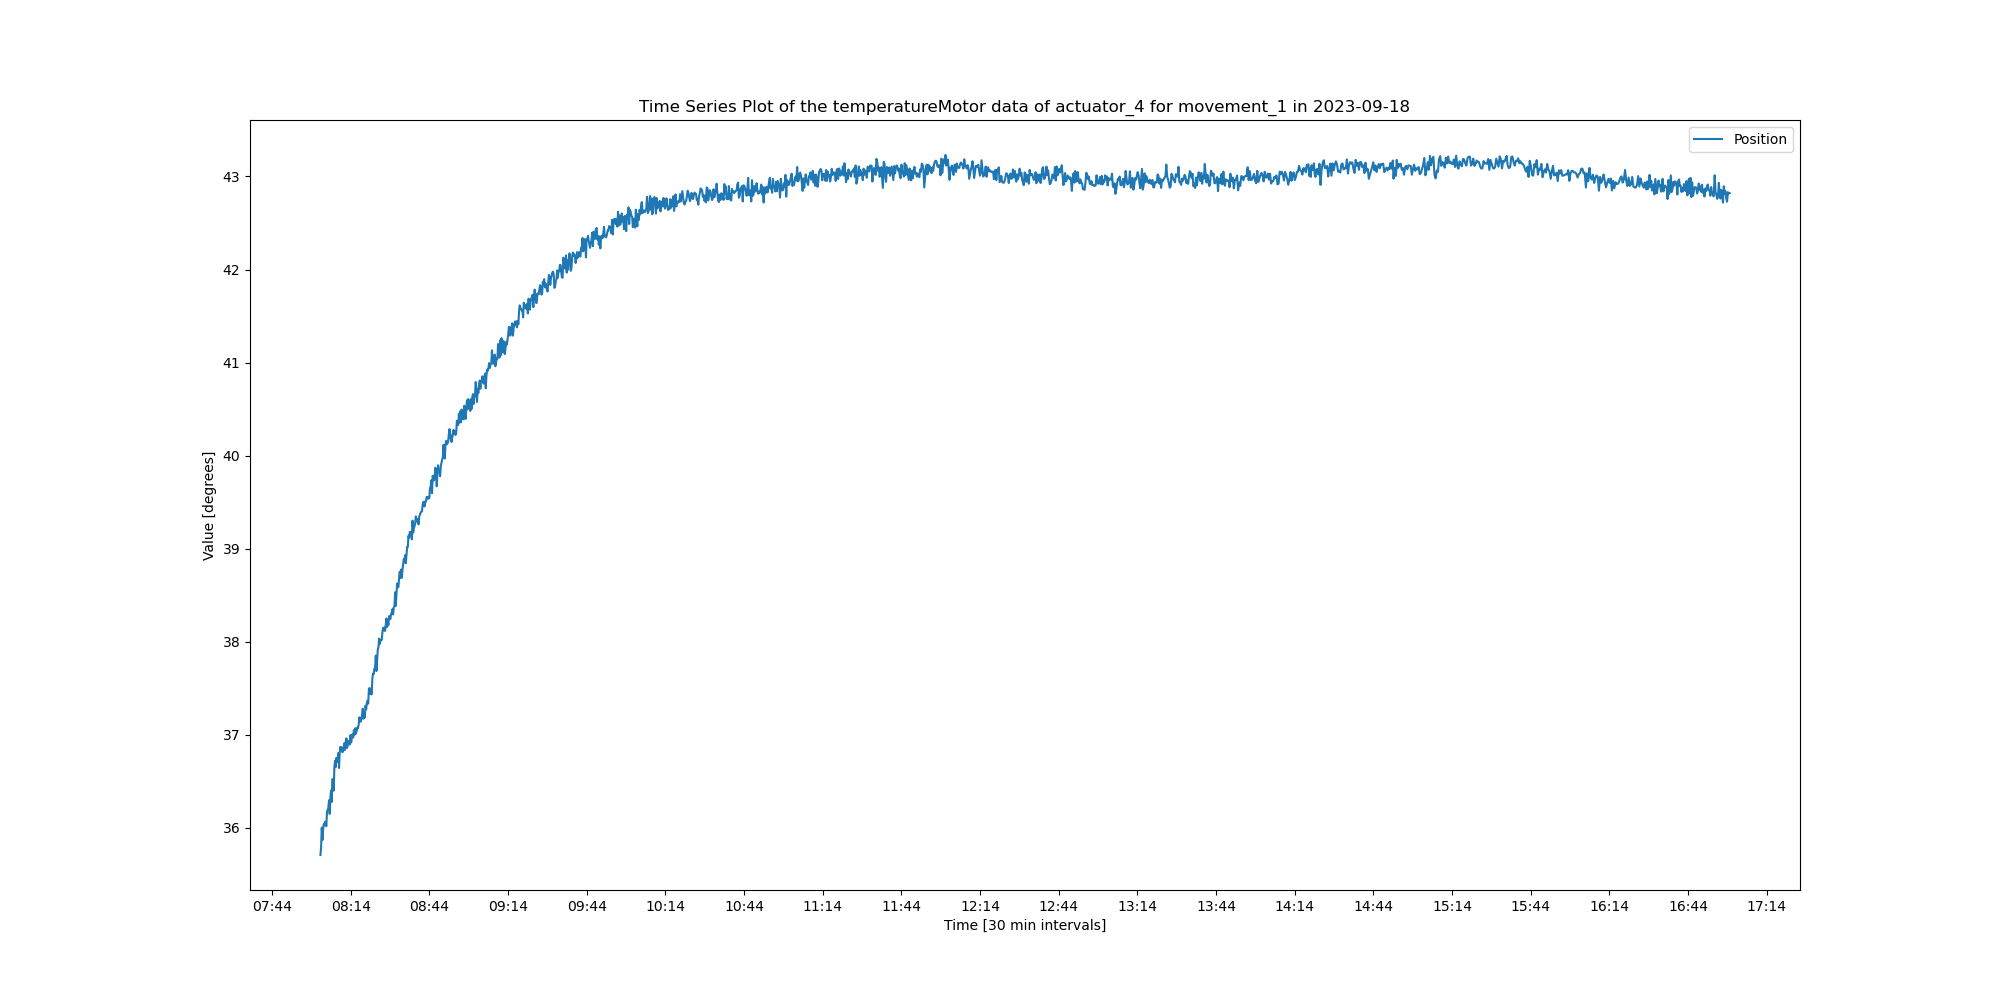 Time Series Plot of the temperatureMotor data of actuator_4 for movement_1 in 2023-09-18
Position
43
42
41
40
39
38
37
36
Value [degrees]
07:44 08:14 08:44 09:14 09:44 10:14 10:44 11:14 11:44 12:14 12:44 13:14 13:44 14:14 14:44 15:14 15:44 16:14 16:44 17:14
Time [30 min intervals]